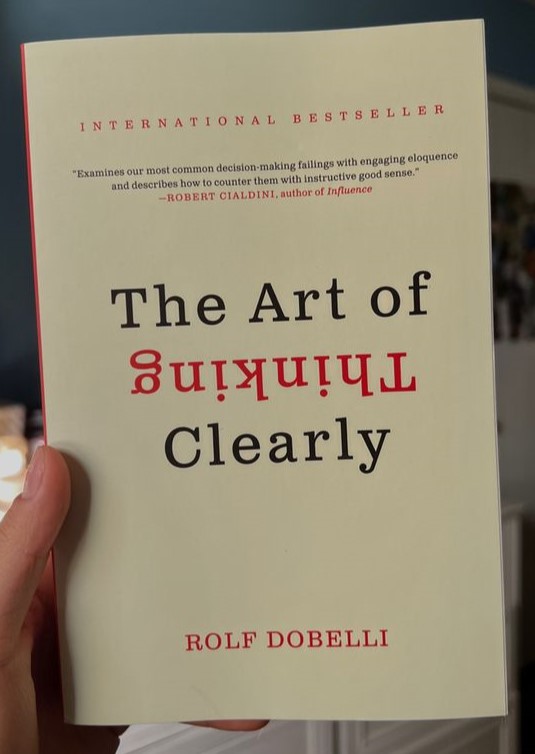 INTERNATIONAL BESTSELLER
“Examines our most common decision-making failings with engaging eloquence
and describes how to counter them with instructive good sense.”
—ROBERT CIALDINI, author of Influence
The Art of
Thinking
Clearly
ROLF DOBELLI